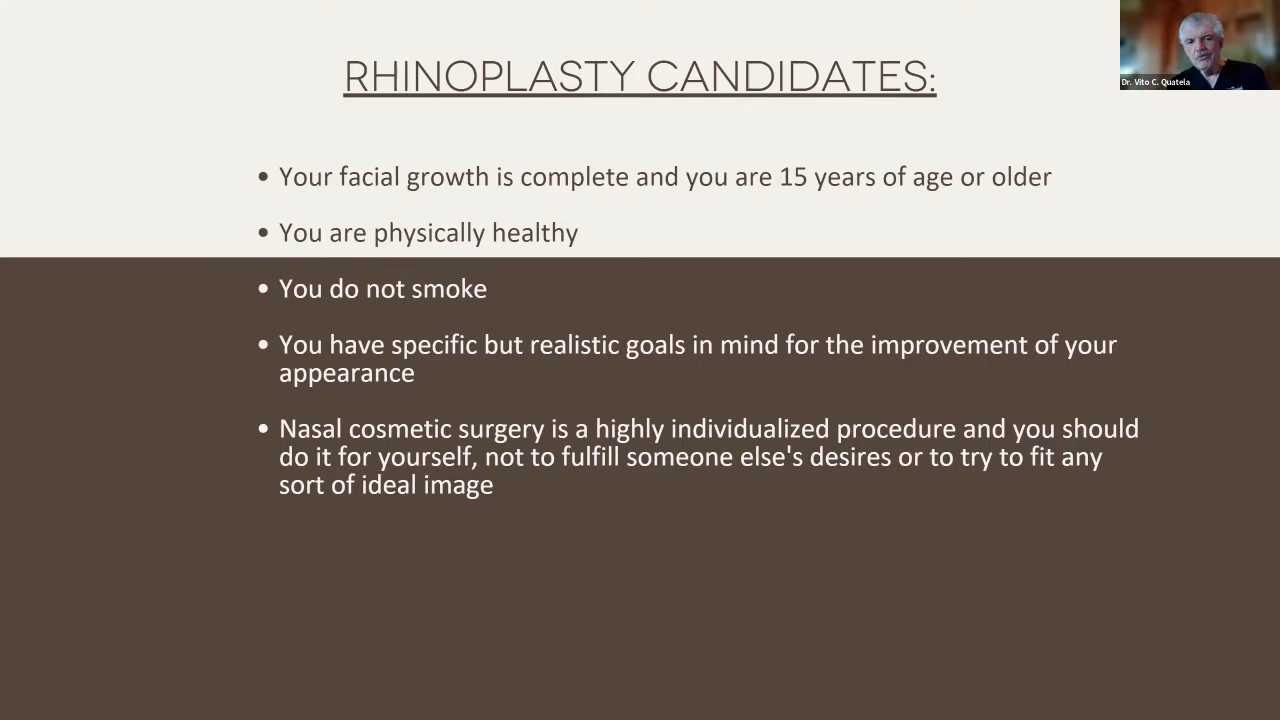 RHINOPLASTY CANDIDATES:
Dr. Vito C. Quatela
• Your facial growth is complete and you are 15 years of age or older
• You are physically healthy
• You do not smoke
• You have specific but realistic goals in mind for the improvement of your
appearance
• Nasal cosmetic surgery is a highly individualized procedure and you should
do it for yourself, not to fulfill someone else's desires or to try to fit any
sort of ideal image